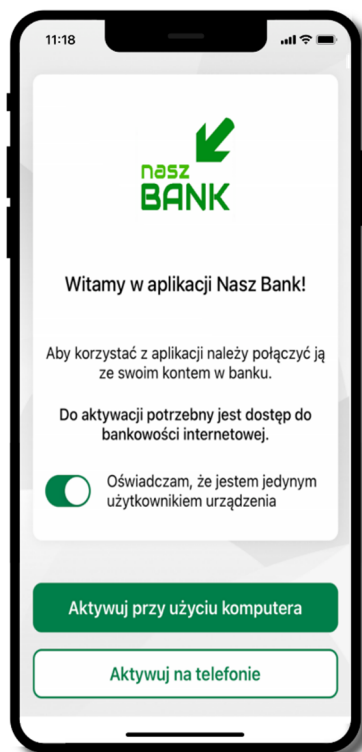 11:18
nasz
BANK
Witamy w aplikacji Nasz Bank!
Aby korzystać z aplikacji należy połączyć ją
ze swoim kontem w banku.
Do aktywacji potrzebny jest dostęp do
bankowości internetowej.
Oświadczam, że jestem jedynym
użytkownikiem urządzenia
Aktywuj przy użyciu komputera
Aktywuj na telefonie